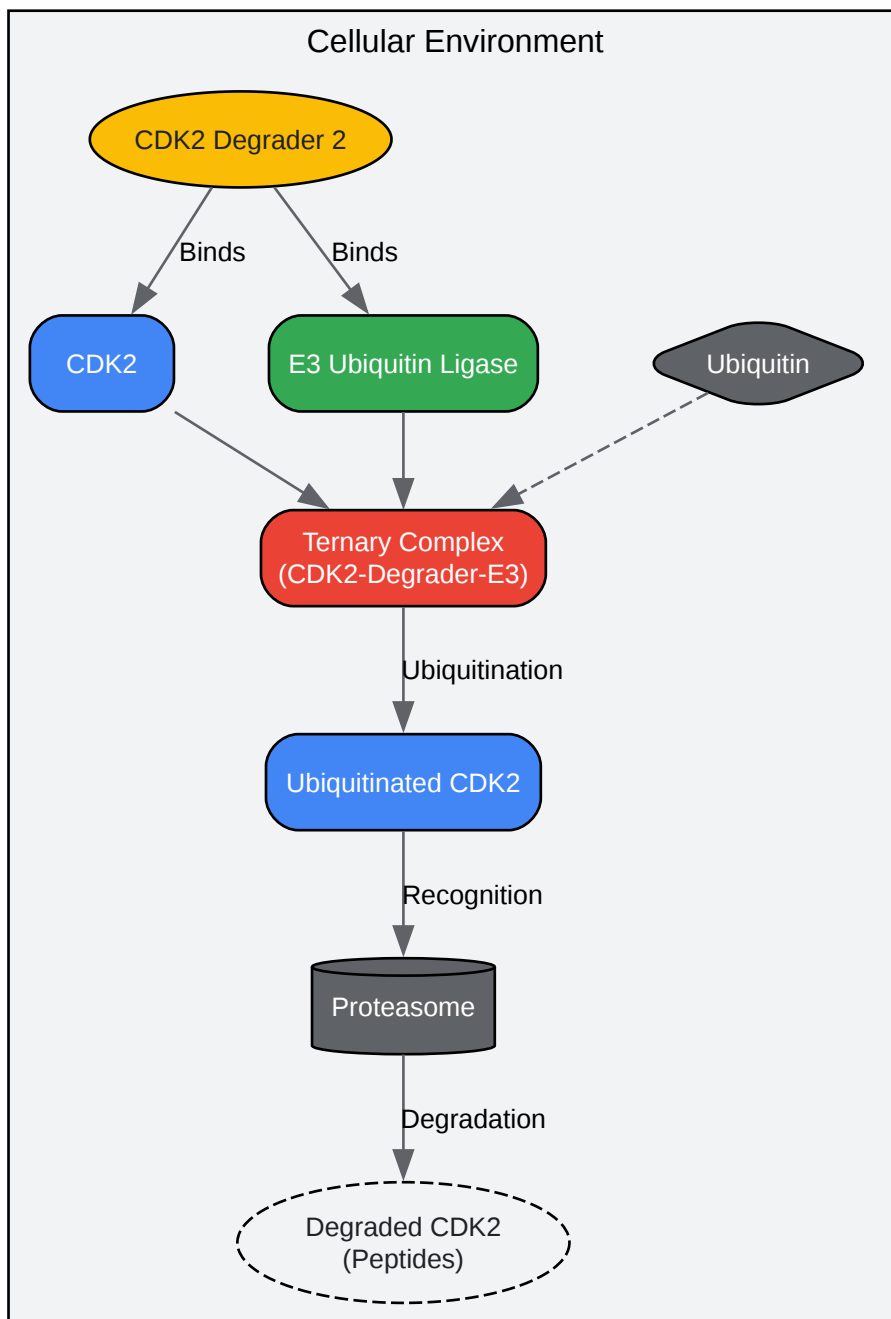 Cellular Environment
CDK2 Degrader 2
Binds
Binds
CDK2
E3 Ubiquitin Ligase
Ubiquitin
Ternary Complex
(CDK2-Degrader-E3)
Ubiquitination
Ubiquitinated CDK2
Recognition
Proteasome
Degradation
Degraded CDK2
(Peptides)